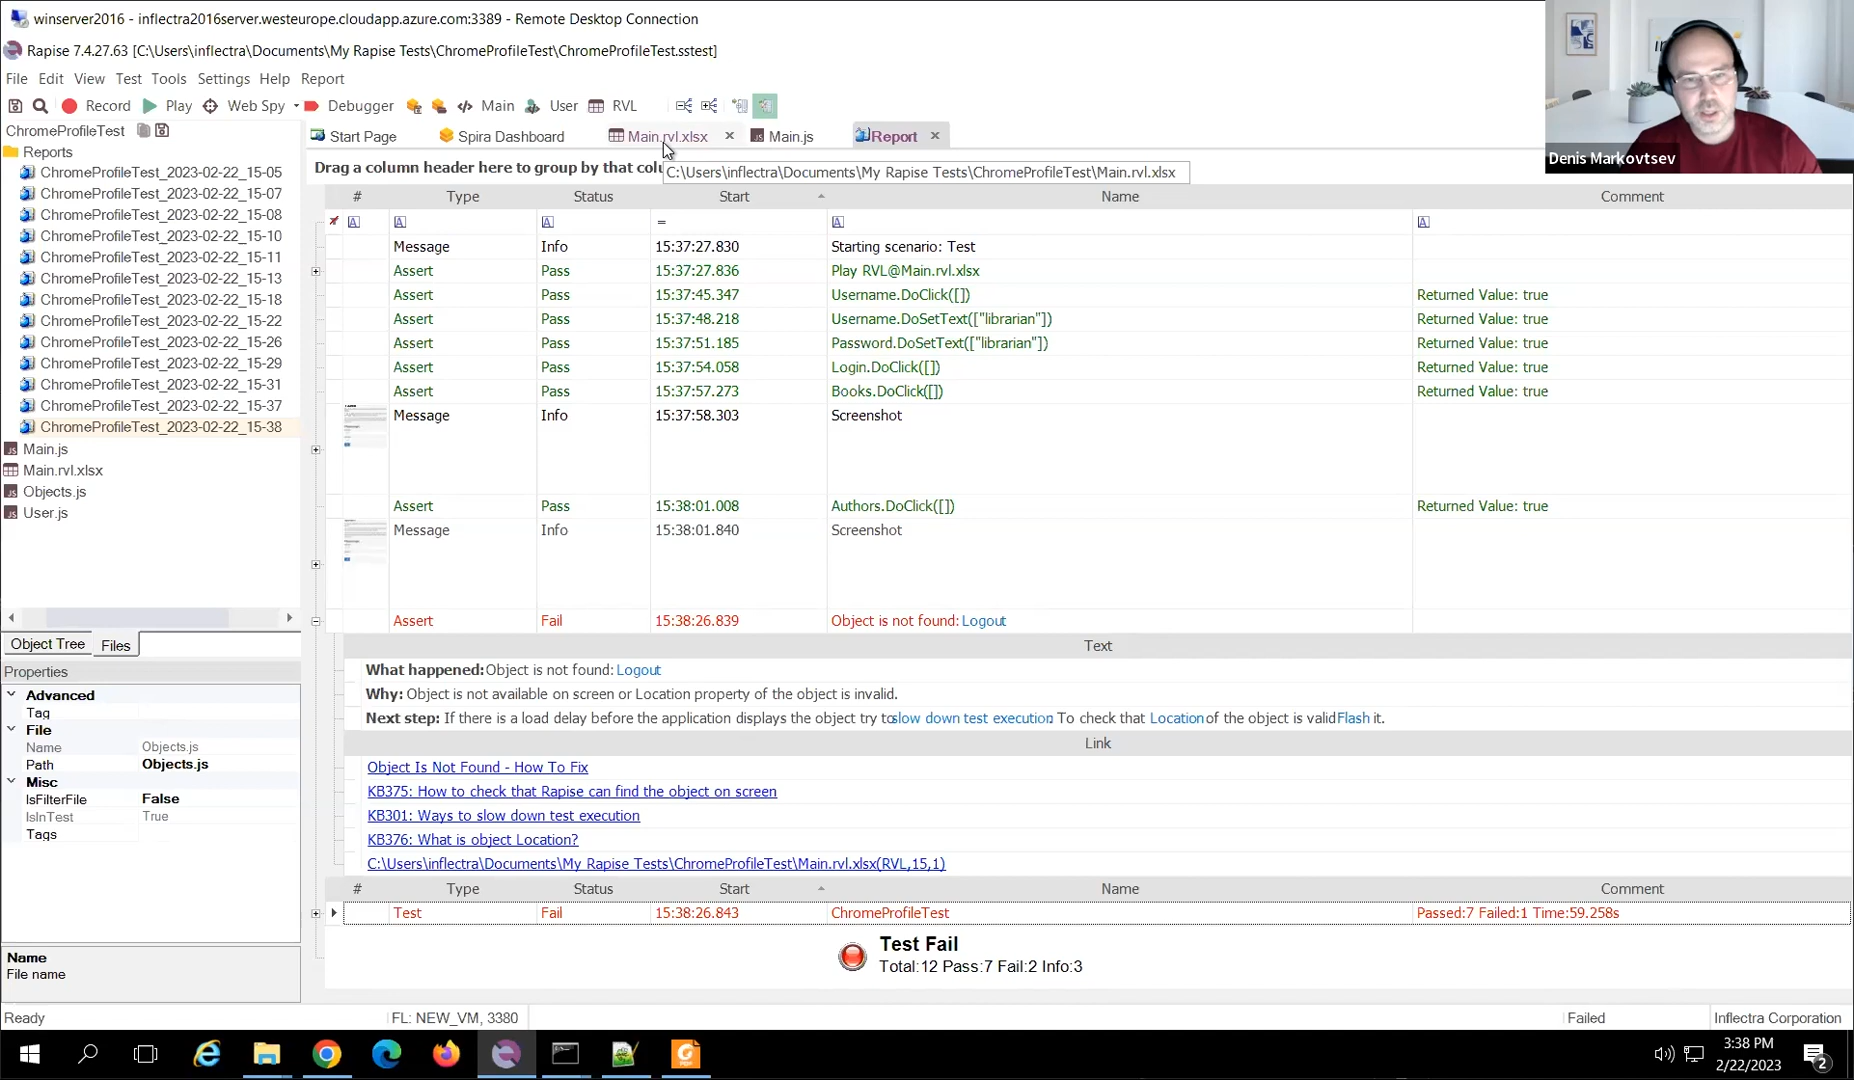 winserver2016 - inflectra2016server.westeurope.cloudapp.azure.com:3389 - Remote Desktop Connection
Rapise 7.4.27.63 [C:\Users\inflectra\Documents\My Rapise Tests\ChromeProfileTest\ChromeProfileTest.sstest]
File Edit View Test Tools Settings Help Report
Record Play Web Spy Debugger Main User RVL
Denis Markovtsev
ChromeProfileTest
Start Page Spira Dashboard Main.rvl.xlsx Main.js Report
Drag a column header here to group by that colu
C:\Users\inflectra\Documents\My Rapise Tests\ChromeProfileTest\Main.rvl.xlsx
Reports
ChromeProfileTest_2023-02-22_15-05
ChromeProfileTest_2023-02-22_15-07
ChromeProfileTest_2023-02-22_15-08
ChromeProfileTest_2023-02-22_15-10
ChromeProfileTest_2023-02-22_15-11
ChromeProfileTest_2023-02-22_15-13
ChromeProfileTest_2023-02-22_15-18
ChromeProfileTest_2023-02-22_15-22
ChromeProfileTest_2023-02-22_15-26
ChromeProfileTest_2023-02-22_15-29
ChromeProfileTest_2023-02-22_15-31
ChromeProfileTest_2023-02-22_15-37
ChromeProfileTest_2023-02-22_15-38
Main.js
Main.rvl.xlsx
Objects.js
User.js
Object Tree Files
Properties
Advanced
Tag
File
Name Objects.js
Path Objects.js
Misc
IsFilterFile False
IsInTest True
Tags
Name
File name
# Type Status Start Name Comment
A A A = A A
Message Info 15:37:27.830 Starting scenario: Test
Assert Pass 15:37:27.836 Play RVL@Main.rvl.xlsx
Assert Pass 15:37:45.347 Username.DoClick([]) Returned Value: true
Assert Pass 15:37:48.218 Username.DoSetText(["librarian"]) Returned Value: true
Assert Pass 15:37:51.185 Password.DoSetText(["librarian"]) Returned Value: true
Assert Pass 15:37:54.058 Login.DoClick([]) Returned Value: true
Assert Pass 15:37:57.273 Books.DoClick([]) Returned Value: true
Message Info 15:37:58.303 Screenshot
Assert Pass 15:38:01.008 Authors.DoClick([]) Returned Value: true
Message Info 15:38:01.840 Screenshot
Assert Fail 15:38:26.839 Object is not found: Logout
Text
What happened:Object is not found: Logout
Why: Object is not available on screen or Location property of the object is invalid.
Next step: If there is a load delay before the application displays the object try to slow down test execution. To check that Location of the object is valid Flash it.
Link
Object Is Not Found - How To Fix
KB375: How to check that Rapise can find the object on screen
KB301: Ways to slow down test execution
KB376: What is object Location?
C:\Users\inflectra\Documents\My Rapise Tests\ChromeProfileTest\Main.rvl.xlsx(RVL,15,1)
# Type Status Start Name Comment
Test Fail 15:38:26.843 ChromeProfileTest Passed:7 Failed:1 Time:59.258s
Test Fail
Total:12 Pass:7 Fail:2 Info:3
Ready FL: NEW_VM, 3380 Failed Inflectra Corporation
3:38 PM
2/22/2023
2